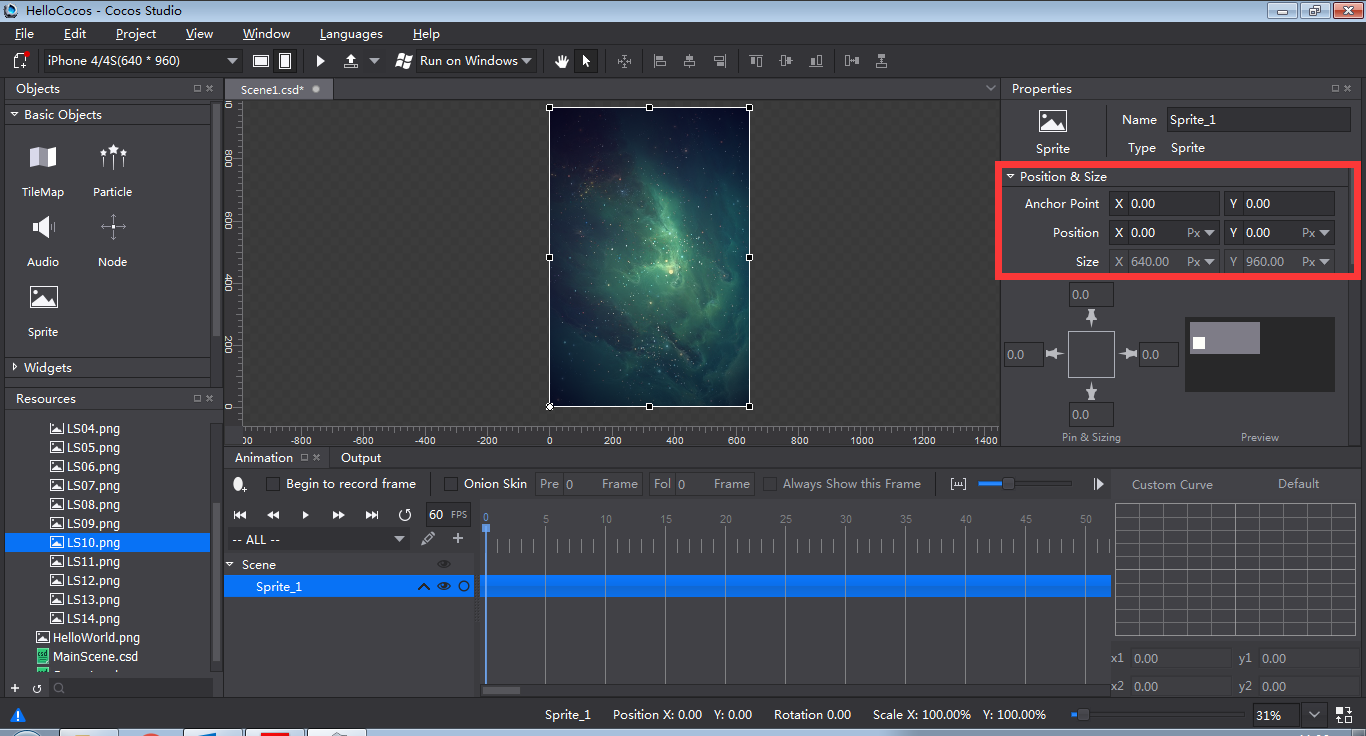 HelloCocos - Cocos Studio
File Edit Project View Window Languages Help
iPhone 4/4S(640 * 960) Run on Windows
Objects
Basic Objects
TileMap Particle
Audio Node
Sprite
Widgets
Resources
LS04.png
LS05.png
LS06.png
LS07.png
LS08.png
LS09.png
LS10.png
LS11.png
LS12.png
LS13.png
LS14.png
HelloWorld.png
MainScene.csd
Scene1.csd*
800
600
400
200
0
00 -800 -600 -400 -200 0 200 400 600 800 1000 1200 1400
Properties
Sprite
Name Sprite_1
Type Sprite
Position & Size
Anchor Point X 0.00 Y 0.00
Position X 0.00 Px Y 0.00 Px
Size X 640.00 Px Y 960.00 Px
0.0
0.0 0.0
0.0
Pin & Sizing Preview
Animation Output
Begin to record frame Onion Skin Pre 0 Frame Fol 0 Frame Always Show this Frame
60 FPS
-- ALL --
0 5 10 15 20 25 30 35 40 45 50
Scene
Sprite_1
Custom Curve Default
x1 0.00 y1 0.00
x2 0.00 y2 0.00
Sprite_1 Position X: 0.00 Y: 0.00 Rotation 0.00 Scale X: 100.00% Y: 100.00% 31%